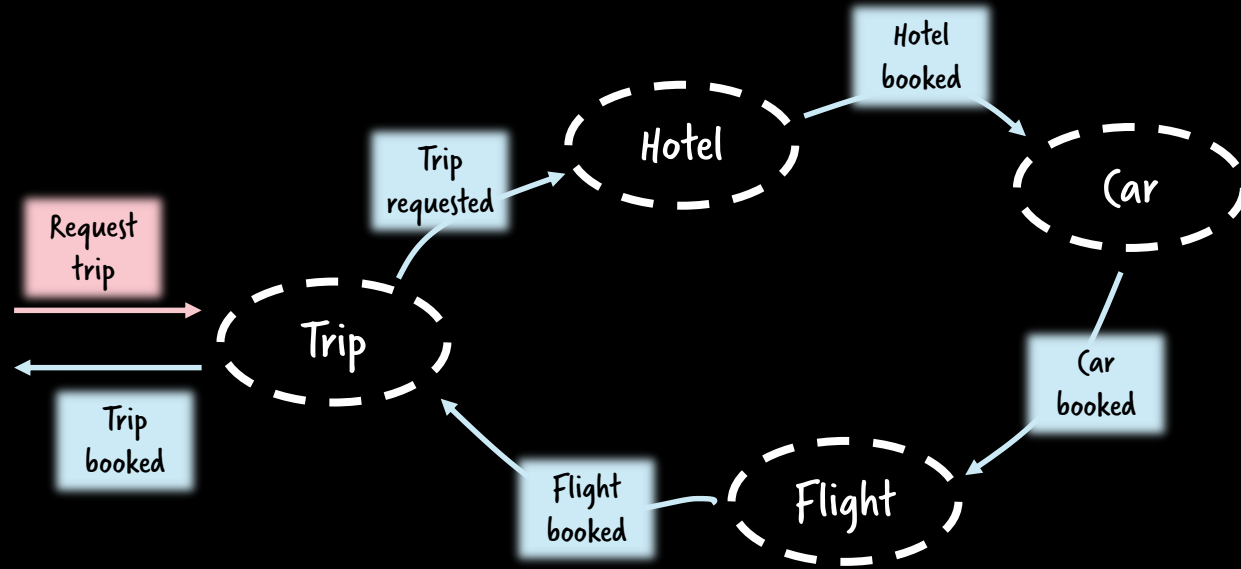 Hotel
booked
Trip
requested
Hotel
Car
Request
trip
Trip
Car
booked
Trip
booked
Flight
booked
Flight